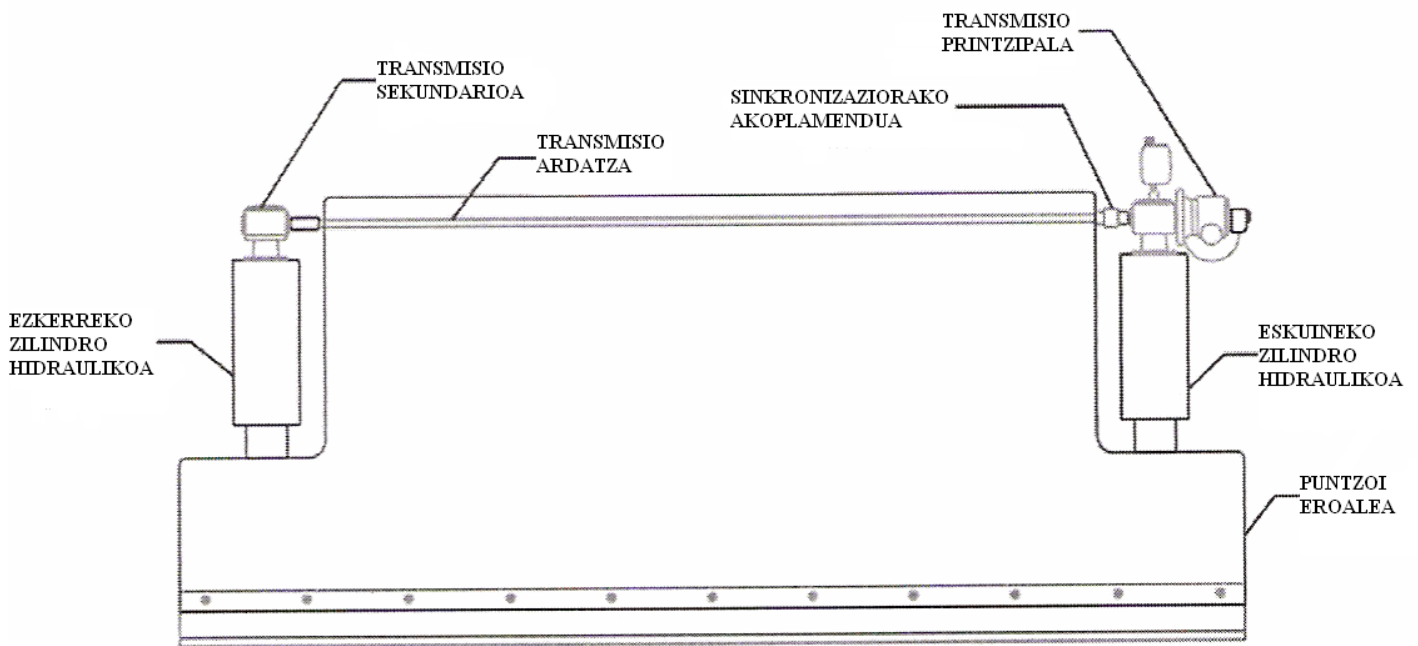 TRANSMISIO
PRINTZIPALA
TRANSMISIO
SEKUNDARIOA
SINKRONIZAZIORAKO
AKOPLAMENDUA
TRANSMISIO
ARDATZA
EZKERREKO
ZILINDRO
HIDRAULIKOA
ESKUINEKO
ZILINDRO
HIDRAULIKOA
PUNTZOI
EROALEA